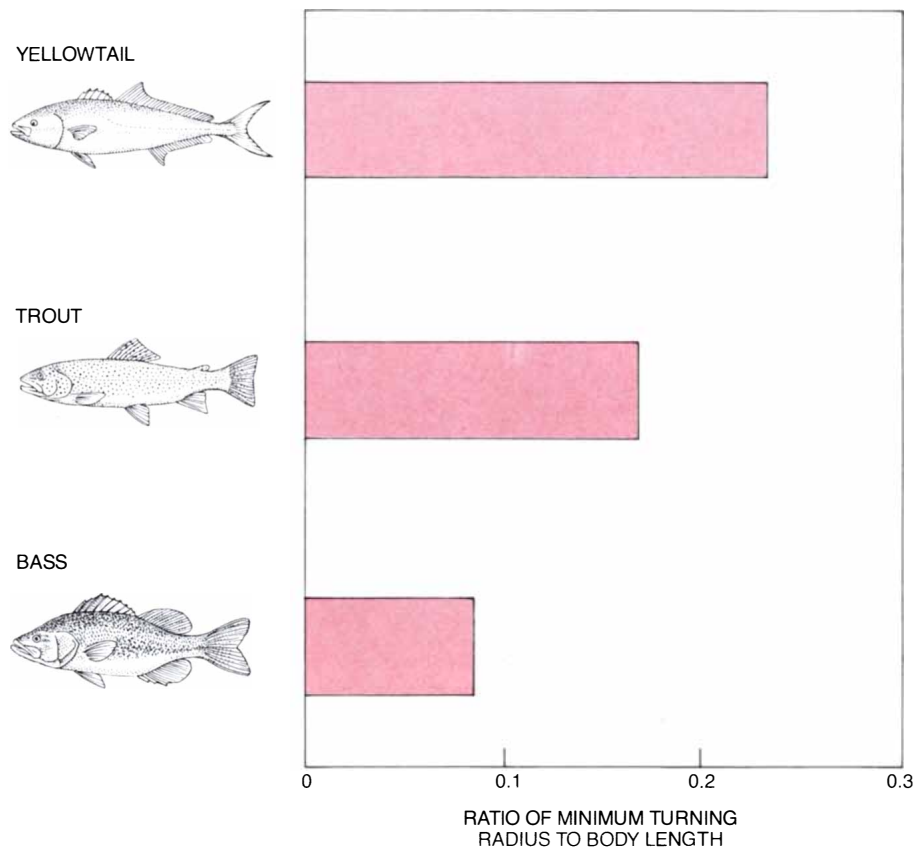 YELLOWTAIL
TROUT
BASS
0 0.1 0.2 0.3
RATIO OF MINIMUM TURNING
RADIUS TO BODY LENGTH